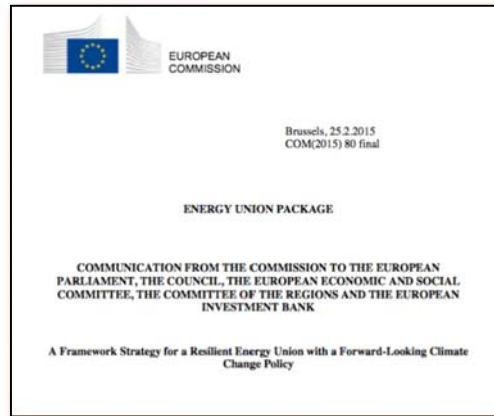 EUROPEAN
COMMISSION
Brussels, 25.2.2015
COM(2015) 80 final
ENERGY UNION PACKAGE
COMMUNICATION FROM THE COMMISSION TO THE EUROPEAN
PARLIAMENT, THE COUNCIL, THE EUROPEAN ECONOMIC AND SOCIAL
COMMITTEE, THE COMMITTEE OF THE REGIONS AND THE EUROPEAN
INVESTMENT BANK
A Framework Strategy for a Resilient Energy Union with a Forward-Looking Climate
Change Policy